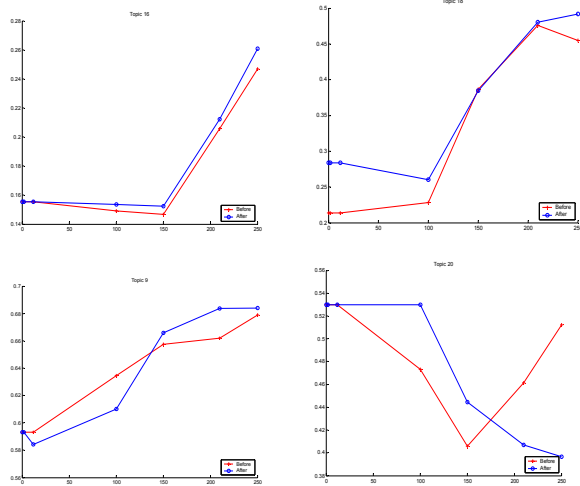 Topic 16
0.28
0.26
0.24
0.22
0.2
0.18
0.16
0.14
0 50 100 150 200 250
Before
After
Topic 18
0.5
0.45
0.4
0.35
0.3
0.25
0.2
0 50 100 150 200 250
Before
After
Topic 9
0.7
0.68
0.66
0.64
0.62
0.6
0.58
0.56
0 50 100 150 200 250
Before
After
Topic 20
0.56
0.54
0.52
0.5
0.48
0.46
0.44
0.42
0.4
0.38
0 50 100 150 200 250
Before
After